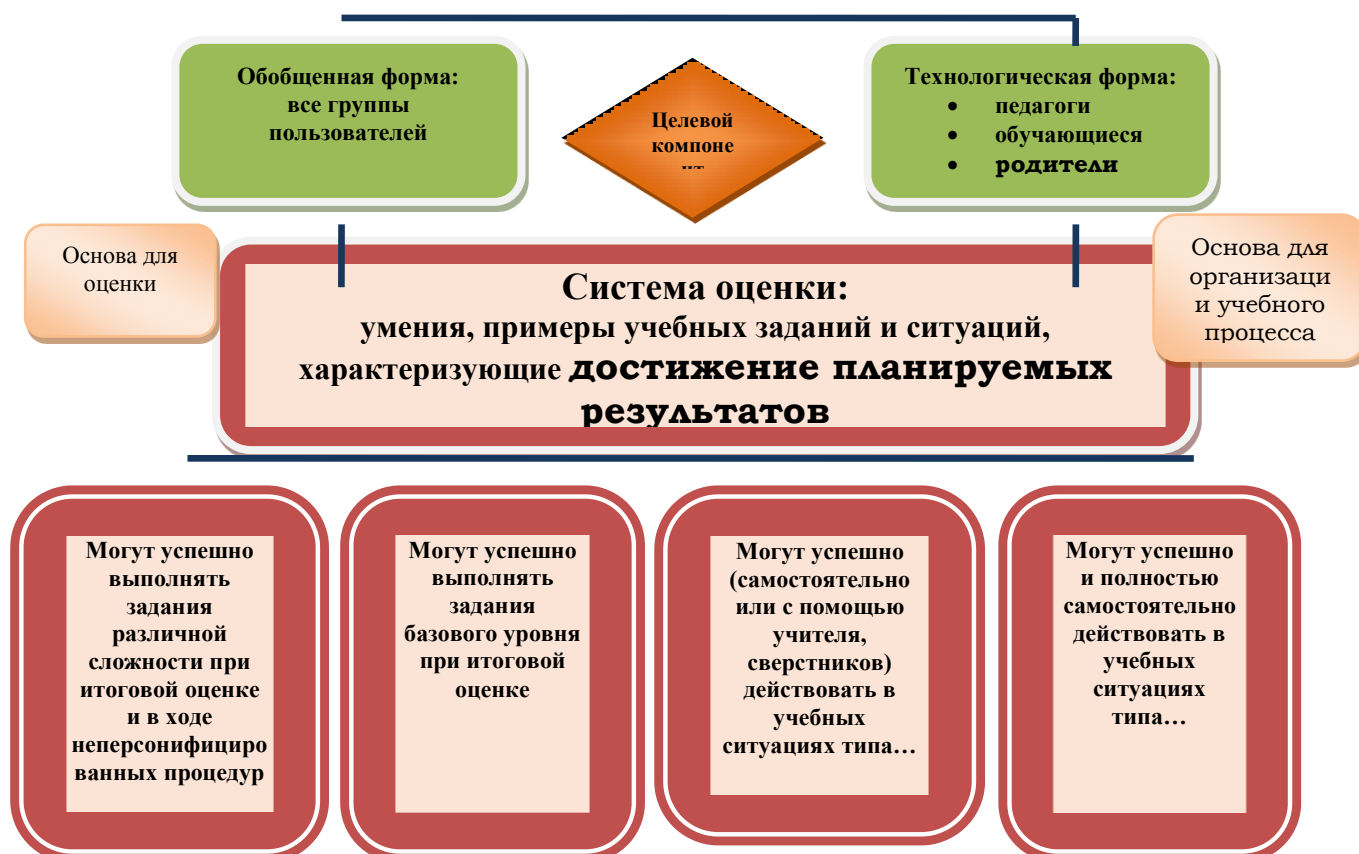 Обобщенная форма:
все группы
пользователей
Целевой
компоне
нт
Технологическая форма:
• педагоги
• обучающиеся
• родители
Основа для
оценки
Система оценки:
умения, примеры учебных заданий и ситуаций,
характеризующие достижение планируемых
результатов
Основа для
организаци
и учебного
процесса
Могут успешно
выполнять
задания
различной
сложности при
итоговой оценке
и в ходе
неперсонифициро
ванных процедур
Могут успешно
выполнять
задания
базового уровня
при итоговой
оценке
Могут успешно
(самостоятельно
или с помощью
учителя,
сверстников)
действовать в
учебных
ситуациях типа…
Могут успешно
и полностью
самостоятельно
действовать в
учебных
ситуациях
типа…